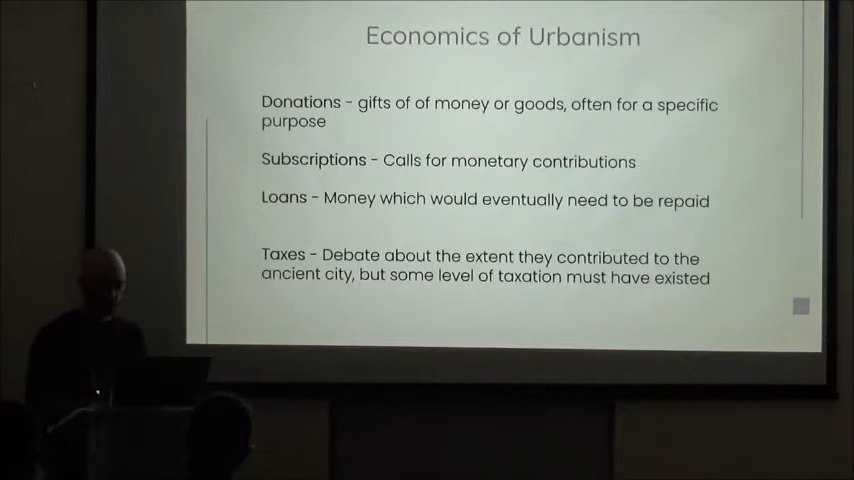 Economics of Urbanism
Donations - gifts of of money or goods, often for a specific
purpose
Subscriptions - Calls for monetary contributions
Loans - Money which would eventually need to be repaid
Taxes - Debate about the extent they contributed to the
ancient city, but some level of taxation must have existed